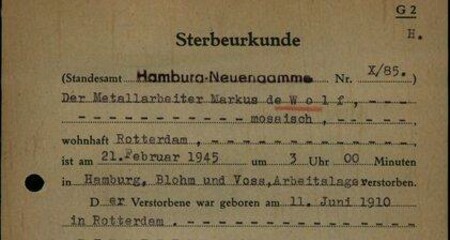 G 2
H.
Sterbeurkunde
(Standesamt Hamburg-Neuengamme Nr. X/85.)
Der Metallarbeiter Markus de Wolf, - - -
- - - - - - - - - - - mosaisch , - - - -
wohnhaft Rotterdam , - - - - - - - - - -
ist am 21. Februar 1945 um 3 Uhr 00 Minuten
in Hamburg, Blohm und Voss,Arbeitslager verstorben.
D er Verstorbene war geboren am 11. Juni 1910
in Rotterdam . - - - - - - - - - - - -